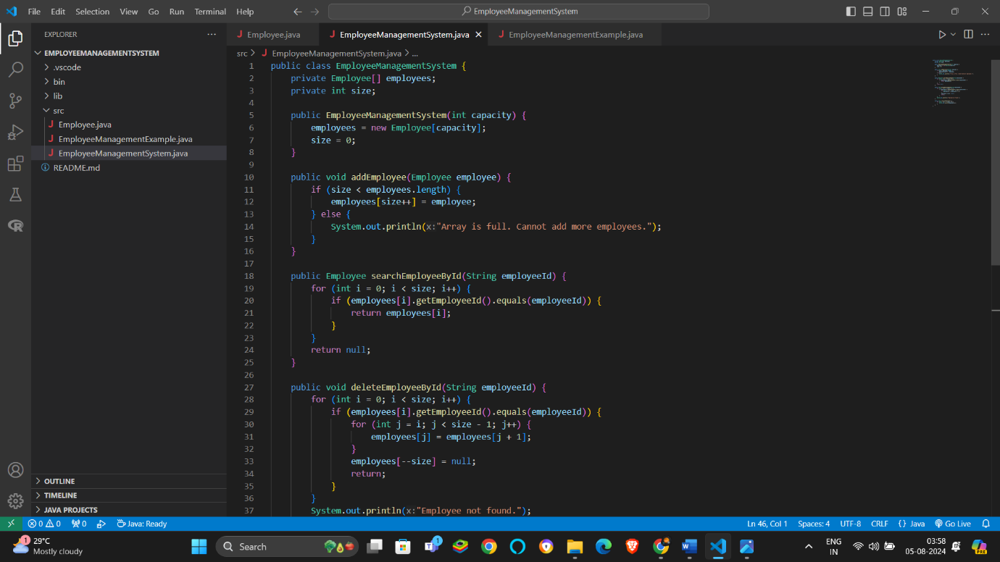 File Edit Selection View Go Run Terminal Help
EmployeeManagementSystem
EXPLORER
EMPLOYEEMANAGEMENTSYSTEM
.vscode
bin
lib
src
J Employee.java
J EmployeeManagementExample.java
J EmployeeManagementSystem.java
README.md
OUTLINE
TIMELINE
JAVA PROJECTS
J Employee.java J EmployeeManagementSystem.java J EmployeeManagementExample.java
src > J EmployeeManagementSystem.java > ...
1 public class EmployeeManagementSystem {
2 private Employee[] employees;
3 private int size;
4
5 public EmployeeManagementSystem(int capacity) {
6 employees = new Employee[capacity];
7 size = 0;
8 }
9
10 public void addEmployee(Employee employee) {
11 if (size < employees.length) {
12 employees[size++] = employee;
13 } else {
14 System.out.println(x:"Array is full. Cannot add more employees.");
15 }
16 }
17
18 public Employee searchEmployeeById(String employeeId) {
19 for (int i = 0; i < size; i++) {
20 if (employees[i].getEmployeeId().equals(employeeId)) {
21 return employees[i];
22 }
23 }
24 return null;
25 }
26
27 public void deleteEmployeeById(String employeeId) {
28 for (int i = 0; i < size; i++) {
29 if (employees[i].getEmployeeId().equals(employeeId)) {
30 for (int j = i; j < size - 1; j++) {
31 employees[j] = employees[j + 1];
32 }
33 employees[--size] = null;
34 return;
35 }
36 }
37 System.out.println(x:"Employee not found.");
0 0 0 Java: Ready Ln 46, Col 1 Spaces: 4 UTF-8 CRLF {} Java Go Live
1 29°C
Mostly cloudy
Search
1
ENG
IN
03:58
05-08-2024
PRE